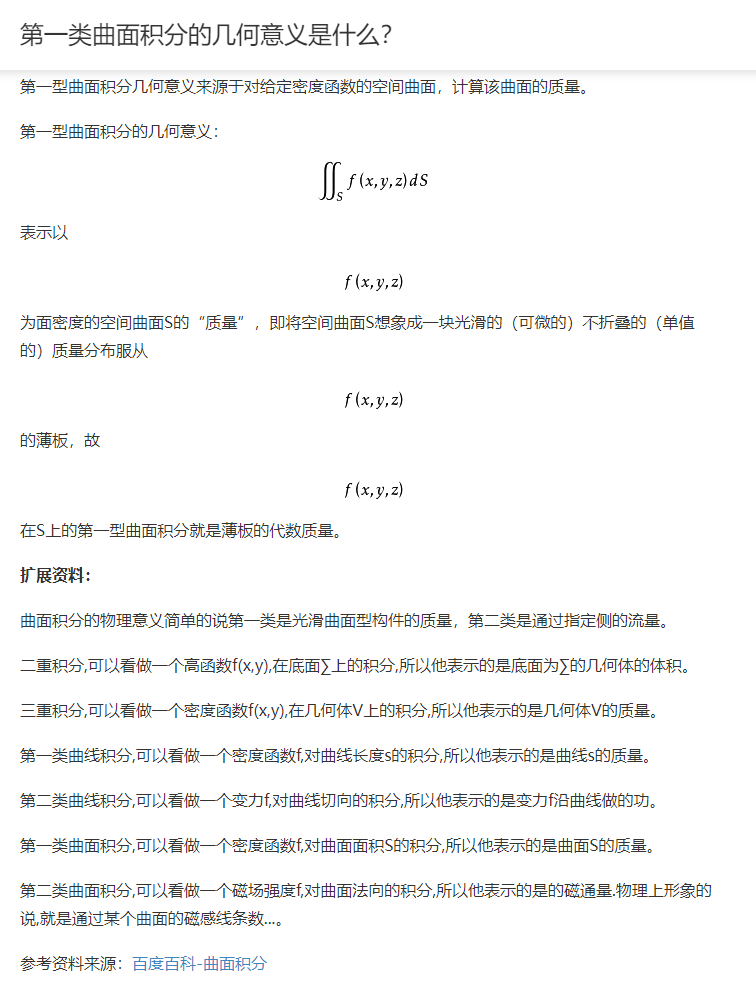 第一类曲面积分的几何意义是什么?
第一型曲面积分几何意义来源于对给定密度函数的空间曲面，计算该曲面的质量。
第一型曲面积分的几何意义：
∬_S f(x,y,z)dS
表示以
f(x,y,z)
为面密度的空间曲面S的“质量”，即将空间曲面S想象成一块光滑的（可微的）不折叠的（单值
的）质量分布服从
f(x,y,z)
的薄板，故
f(x,y,z)
在S上的第一型曲面积分就是薄板的代数质量。
扩展资料：
曲面积分的物理意义简单的说第一类是光滑曲面型构件的质量，第二类是通过指定侧的流量。
二重积分,可以看做一个高函数f(x,y),在底面∑上的积分,所以他表示的是底面为∑的几何体的体积。
三重积分,可以看做一个密度函数f(x,y),在几何体V上的积分,所以他表示的是几何体V的质量。
第一类曲线积分,可以看做一个密度函数f,对曲线长度s的积分,所以他表示的是曲线s的质量。
第二类曲线积分,可以看做一个变力f,对曲线切向的积分,所以他表示的是变力f沿曲线做的功。
第一类曲面积分,可以看做一个密度函数f,对曲面面积S的积分,所以他表示的是曲面S的质量。
第二类曲面积分,可以看做一个磁场强度f,对曲面法向的积分,所以他表示的是的磁通量.物理上形象的
说,就是通过某个曲面的磁感线条数...。
参考资料来源：百度百科-曲面积分